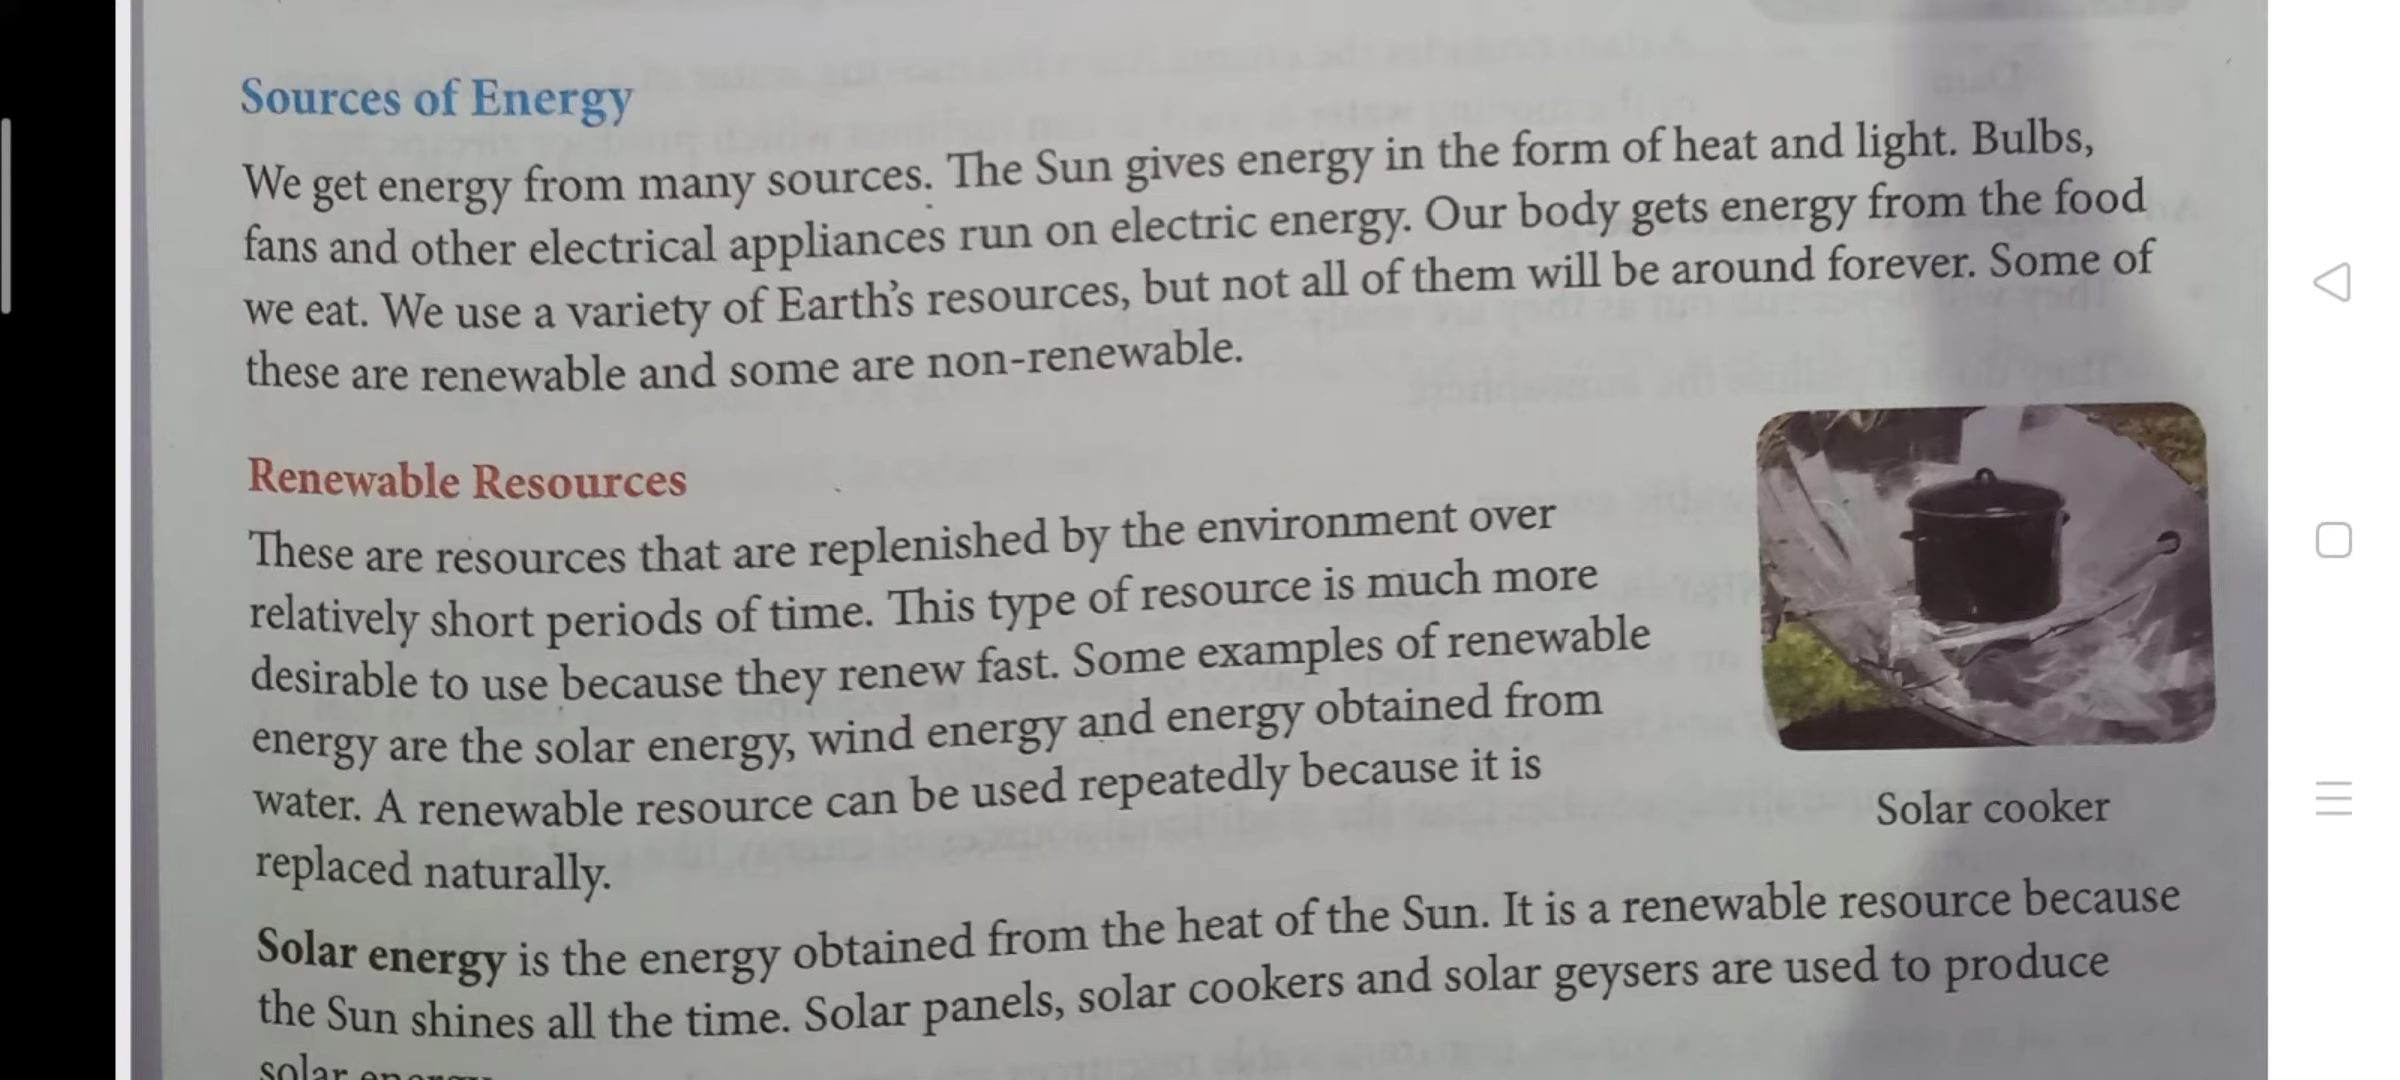 Sources of Energy
We get energy from many sources. The Sun gives energy in the form of heat and light. Bulbs,
fans and other electrical appliances run on electric energy. Our body gets energy from the food
we eat. We use a variety of Earth's resources, but not all of them will be around forever. Some of
these are renewable and some are non-renewable.
Renewable Resources
These are resources that are replenished by the environment over
relatively short periods of time. This type of resource is much more
desirable to use because they renew fast. Some examples of renewable
energy are the solar energy, wind energy and energy obtained from
water. A renewable resource can be used repeatedly because it is
replaced naturally.
Solar cooker
Solar energy is the energy obtained from the heat of the Sun. It is a renewable resource because
the Sun shines all the time. Solar panels, solar cookers and solar geysers are used to produce
solar energy